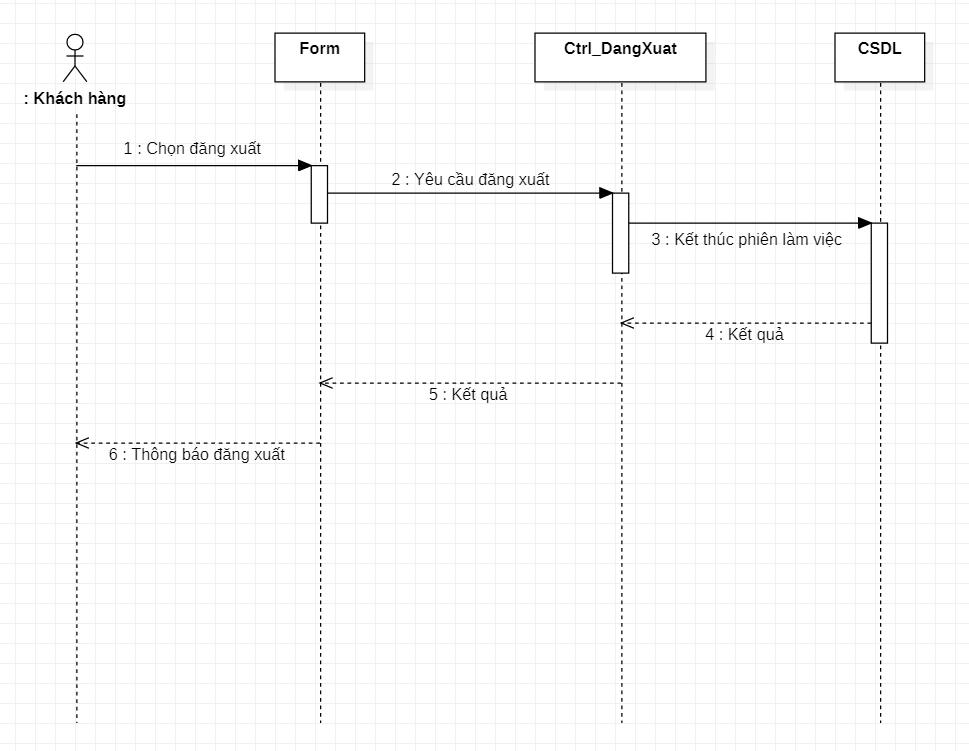 Form
Ctrl_DangXuat
CSDL
: Khách hàng
1 : Chọn đăng xuất
2 : Yêu cầu đăng xuất
3 : Kết thúc phiên làm việc
4 : Kết quả
5 : Kết quả
6 : Thông báo đăng xuất